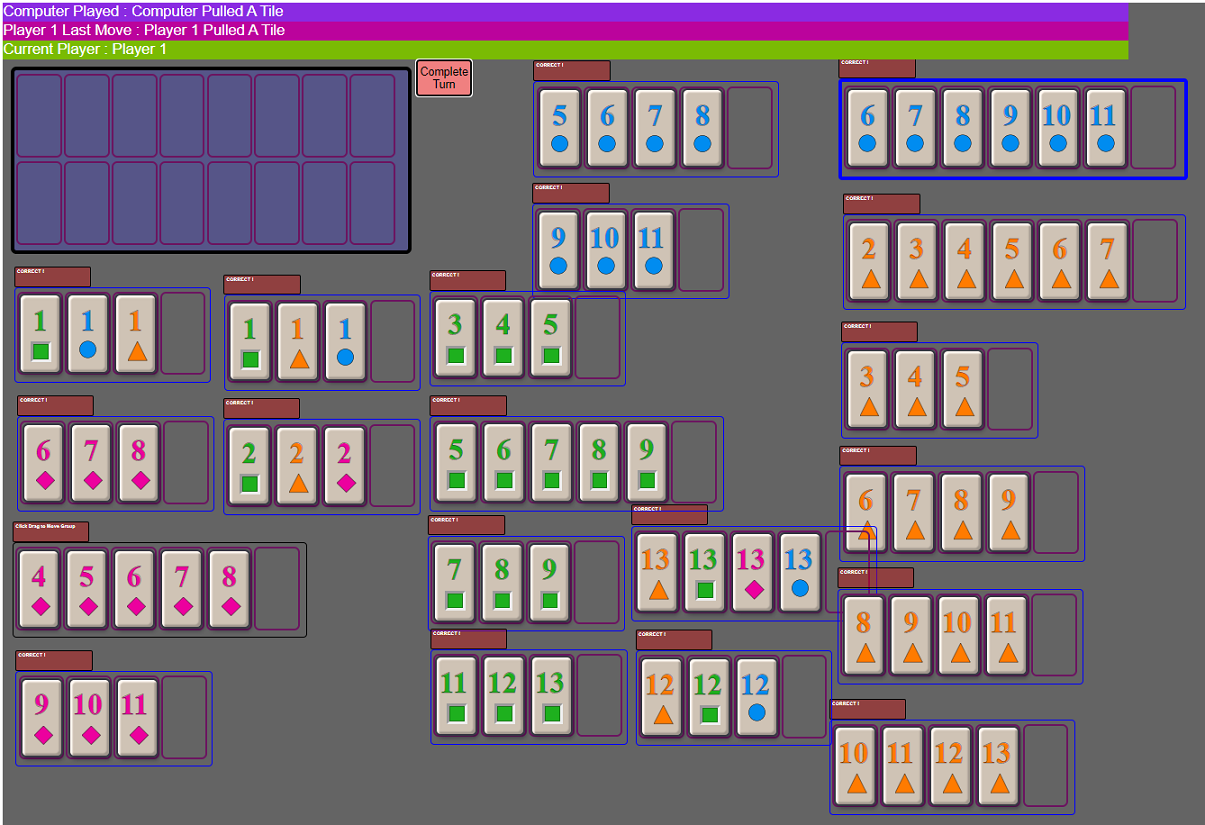 Computer Played : Computer Pulled A Tile
Player 1 Last Move : Player 1 Pulled A Tile
Current Player : Player 1
Complete
Turn
CORRECT !
5 6 7 8
CORRECT !
6 7 8 9 10 11
CORRECT !
9 10 11
CORRECT !
2 3 4 5 6 7
CORRECT !
1 1 1
CORRECT !
1 1 1
CORRECT !
3 4 5
CORRECT !
3 4 5
CORRECT !
6 7 8
CORRECT !
2 2 2
CORRECT !
5 6 7 8 9
CORRECT !
6 7 8 9
Click Drag to Move Group
4 5 6 7 8
CORRECT !
7 8 9
CORRECT !
13 13 13 13
CORRECT !
8 9 10 11
CORRECT !
9 10 11
CORRECT !
11 12 13
CORRECT !
12 12 12
CORRECT !
10 11 12 13